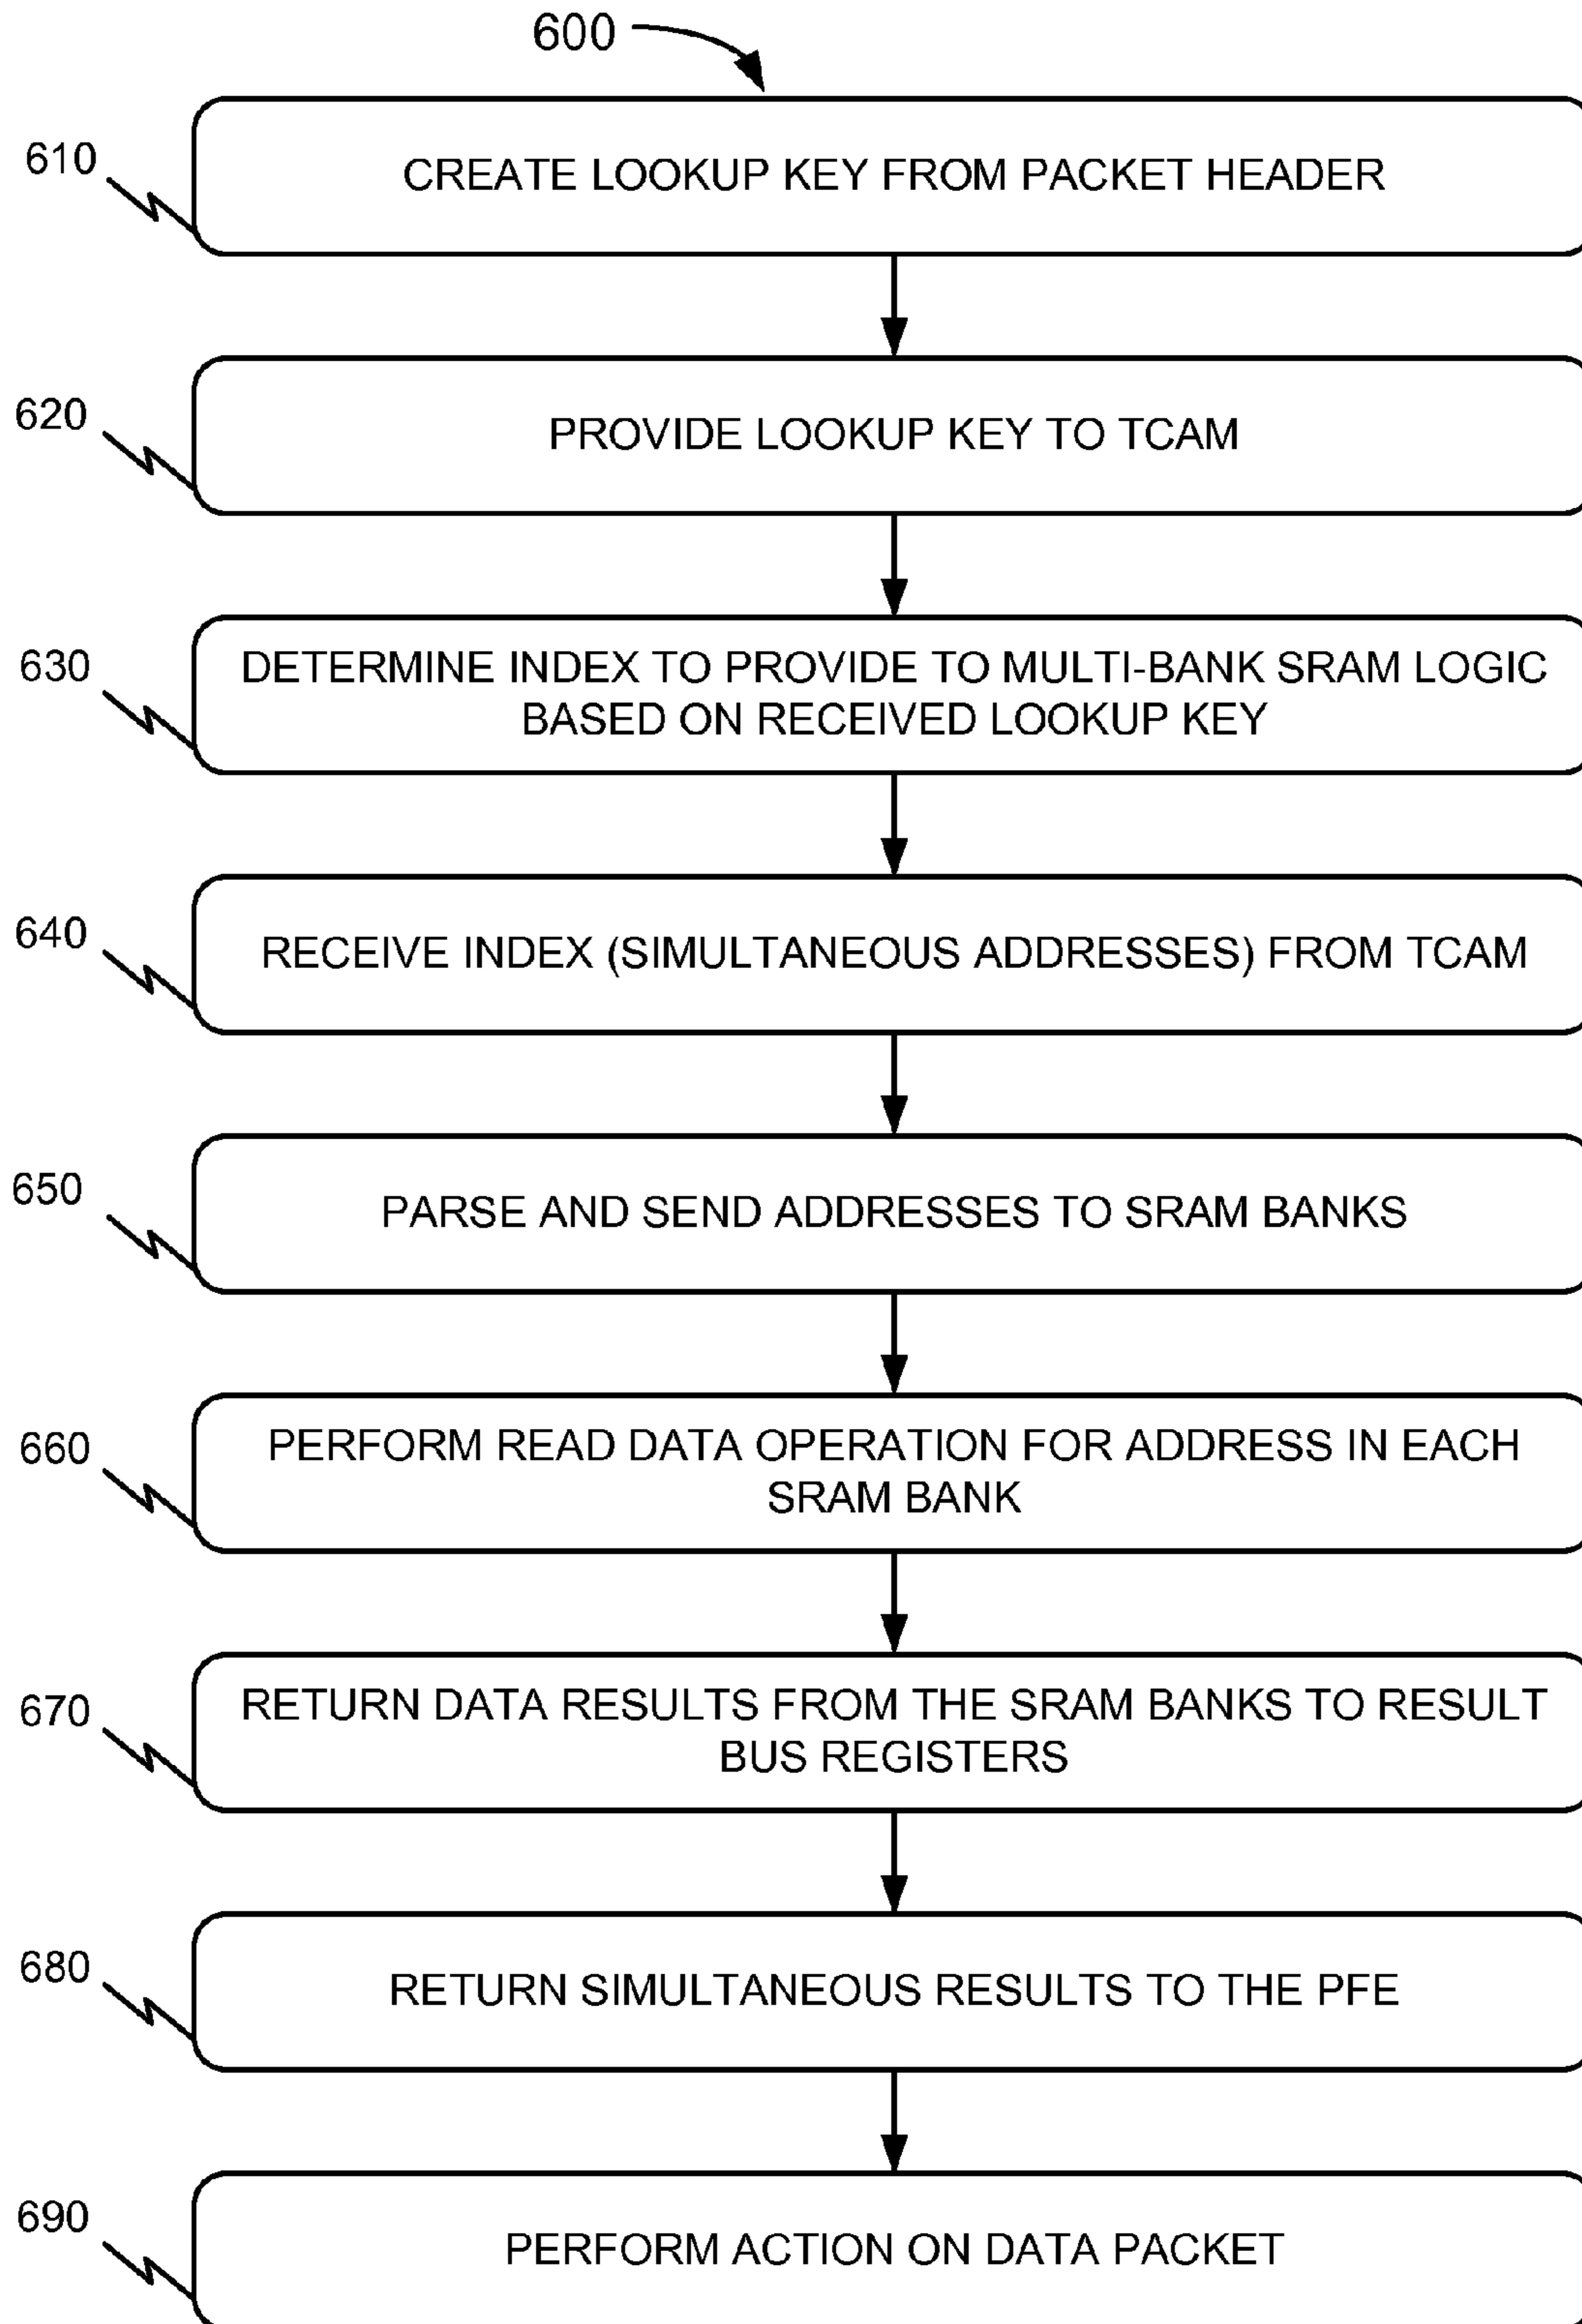 600
610
CREATE LOOKUP KEY FROM PACKET HEADER
620
PROVIDE LOOKUP KEY TO TCAM
630
DETERMINE INDEX TO PROVIDE TO MULTI-BANK SRAM LOGIC
BASED ON RECEIVED LOOKUP KEY
640
RECEIVE INDEX (SIMULTANEOUS ADDRESSES) FROM TCAM
650
PARSE AND SEND ADDRESSES TO SRAM BANKS
660
PERFORM READ DATA OPERATION FOR ADDRESS IN EACH
SRAM BANK
670
RETURN DATA RESULTS FROM THE SRAM BANKS TO RESULT
BUS REGISTERS
680
RETURN SIMULTANEOUS RESULTS TO THE PFE
690
PERFORM ACTION ON DATA PACKET